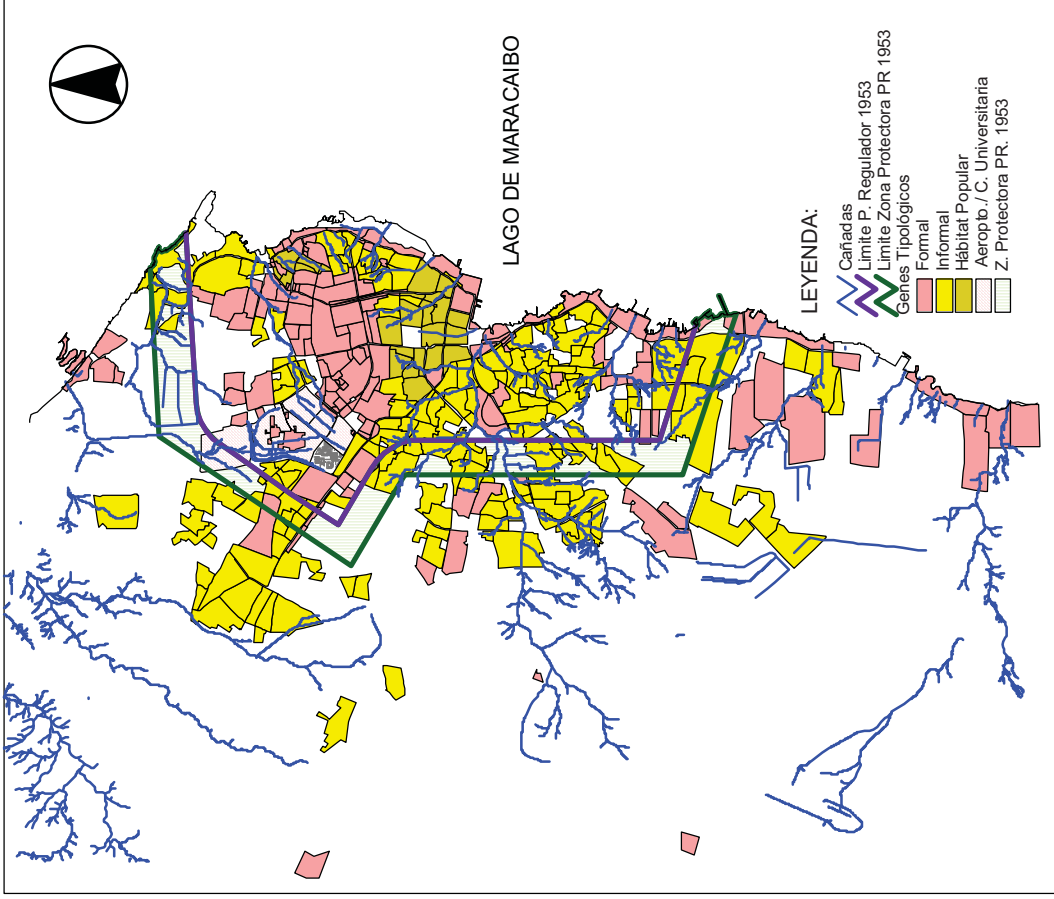 LAGO DE MARACAIBO
LEYENDA:
Cañadas
Limite P. Regulador 1953
Limite Zona Protectora PR 1953
Genes Tipológicos
Formal
Informal
Hábitat Popular
Aeropto./ C. Universitaria
Z. Protectora PR. 1953